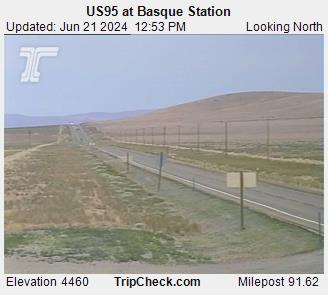 US95 at Basque Station
Updated: Jun 21 2024 12:53 PM Looking North
Elevation 4460 TripCheck.com Milepost 91.62